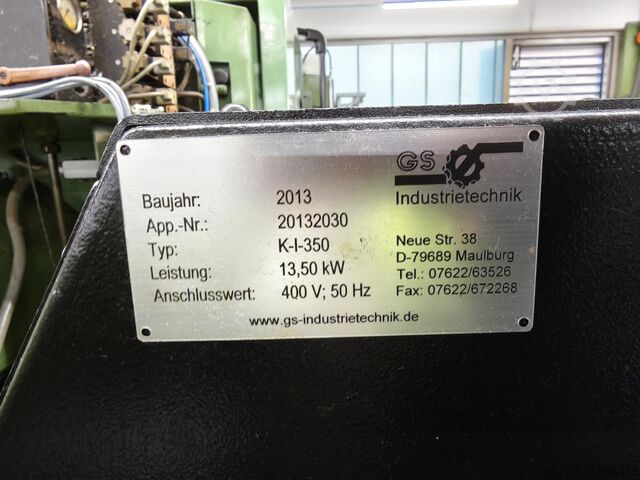 GS
Industrietechnik
Baujahr: 2013
App.-Nr.: 20132030
Typ: K-I-350
Leistung: 13,50 kW
Anschlusswert: 400 V; 50 Hz
Neue Str. 38
D-79689 Maulburg
Tel.: 07622/63526
Fax: 07622/672268
www.gs-industrietechnik.de